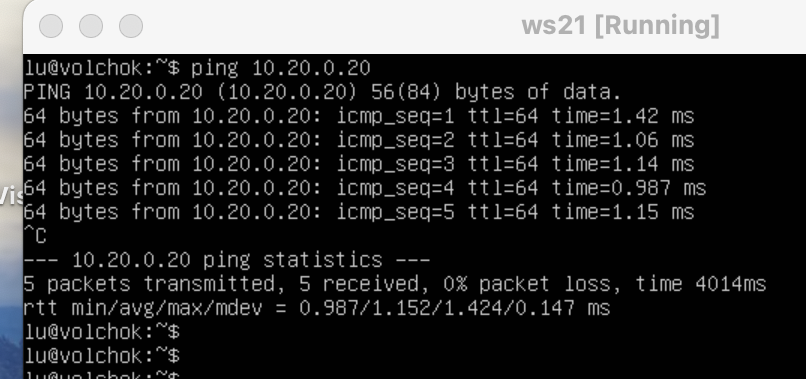 ws21 [Running]
lu@volchok:~$ ping 10.20.0.20
PING 10.20.0.20 (10.20.0.20) 56(84) bytes of data.
64 bytes from 10.20.0.20: icmp_seq=1 ttl=64 time=1.42 ms
64 bytes from 10.20.0.20: icmp_seq=2 ttl=64 time=1.06 ms
64 bytes from 10.20.0.20: icmp_seq=3 ttl=64 time=1.14 ms
64 bytes from 10.20.0.20: icmp_seq=4 ttl=64 time=0.987 ms
64 bytes from 10.20.0.20: icmp_seq=5 ttl=64 time=1.15 ms
^C
--- 10.20.0.20 ping statistics ---
5 packets transmitted, 5 received, 0% packet loss, time 4014ms
rtt min/avg/max/mdev = 0.987/1.152/1.424/0.147 ms
lu@volchok:~$
lu@volchok:~$
lu@volchok:~$